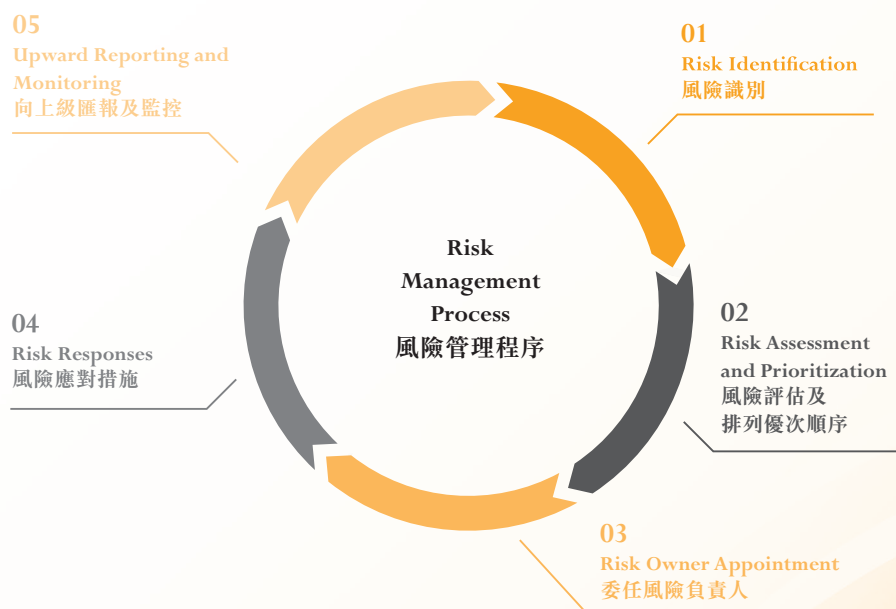 Risk
Management
Process
風險管理程序
01
Risk Identification
風險識別
02
Risk Assessment
and Prioritization
風險評估及
排列優次順序
03
Risk Owner Appointment
委任風險負責人
04
Risk Responses
風險應對措施
05
Upward Reporting and
Monitoring
向上級匯報及監控